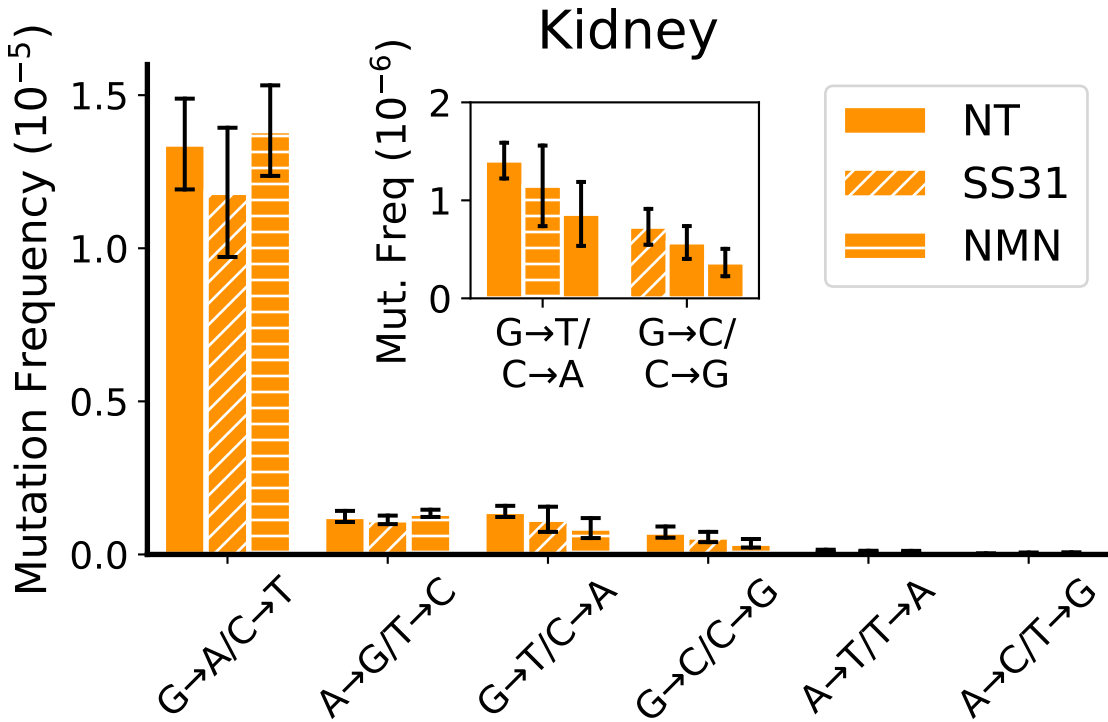 Kidney
Mutation Frequency (10⁻⁵)
1.5
1.0
0.5
0.0
Mut. Freq (10⁻⁶)
2
1
0
G→T/
C→A
G→C/
C→G
NT
SS31
NMN
G→A/C→T
A→G/T→C
G→T/C→A
G→C/C→G
A→T/T→A
A→C/T→G